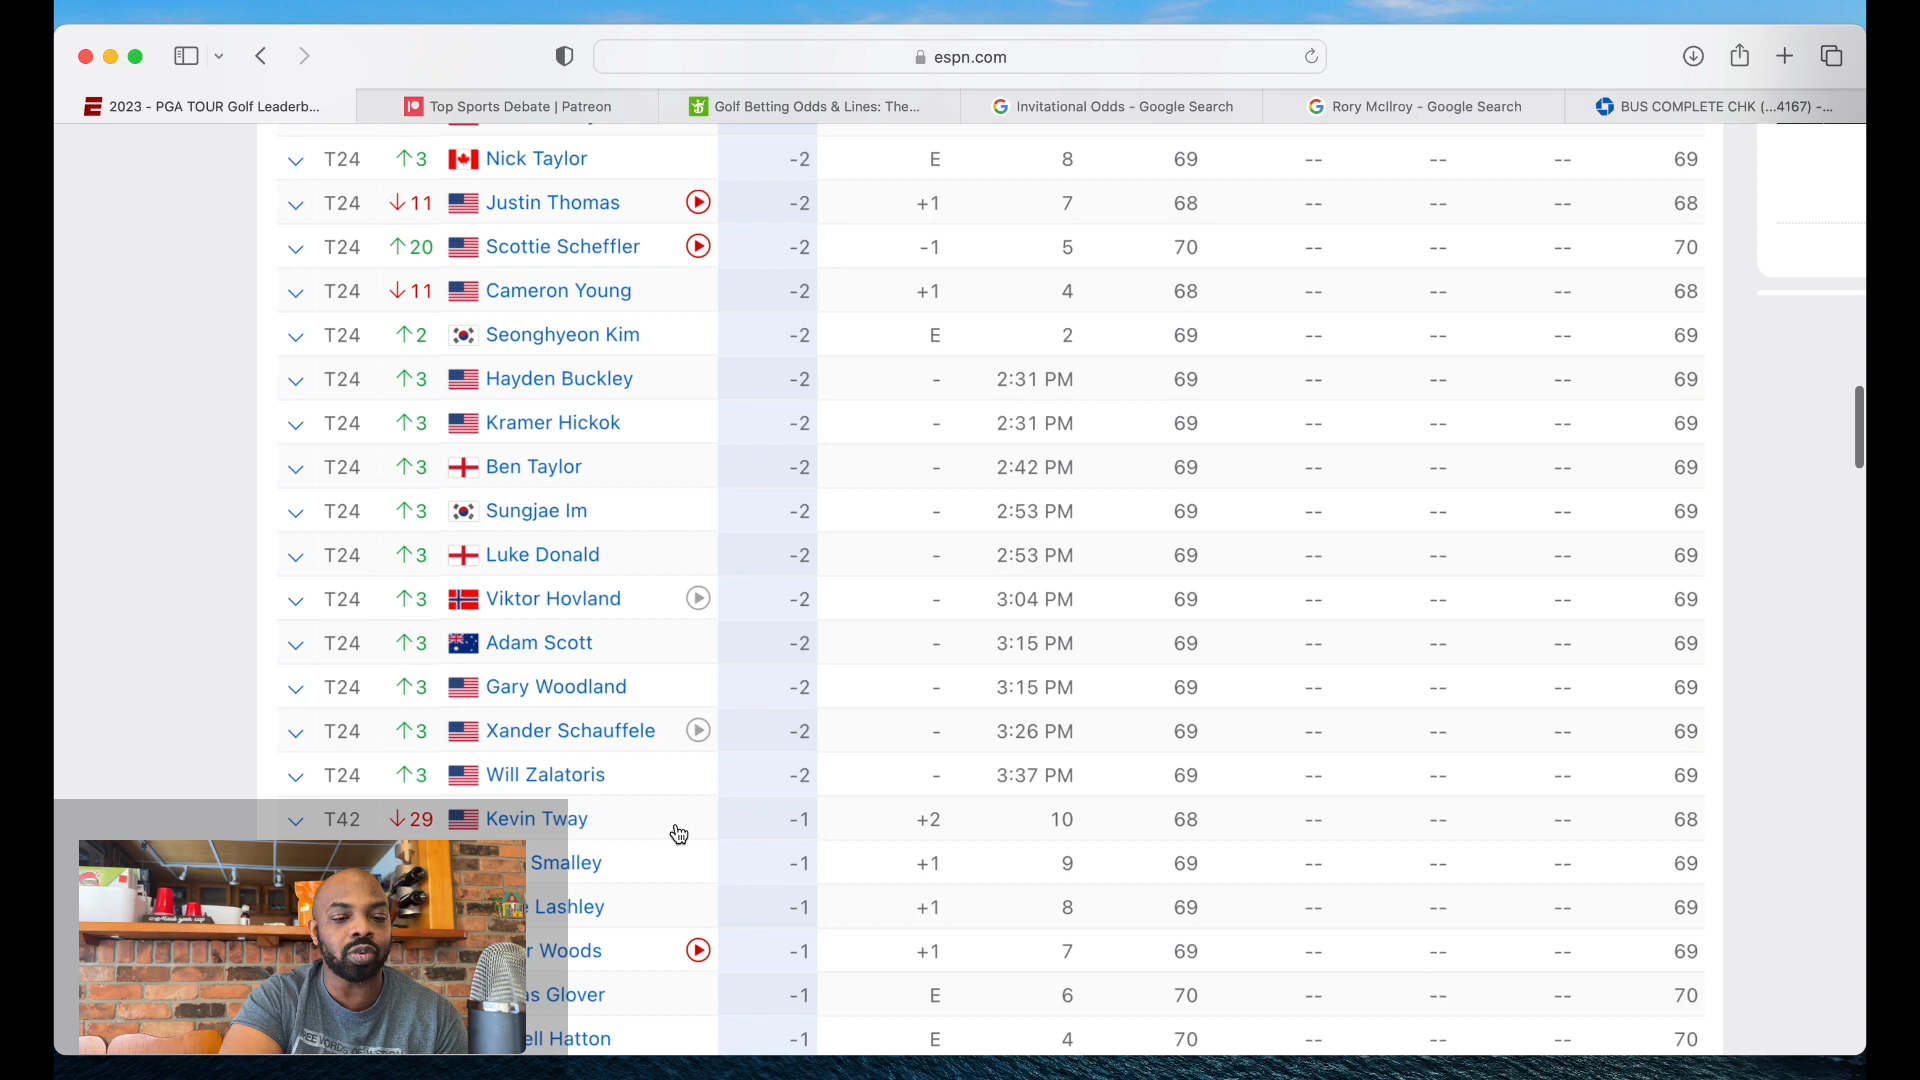 espn.com
2023 - PGA TOUR Golf Leaderb...
Top Sports Debate | Patreon
Golf Betting Odds & Lines: The...
Invitational Odds - Google Search
Rory McIlroy - Google Search
BUS COMPLETE CHK (...4167) -...
T24 ↑3 Nick Taylor -2 E 8 69 -- -- -- 69
T24 ↓11 Justin Thomas -2 +1 7 68 -- -- -- 68
T24 ↑20 Scottie Scheffler -2 -1 5 70 -- -- -- 70
T24 ↓11 Cameron Young -2 +1 4 68 -- -- -- 68
T24 ↑2 Seonghyeon Kim -2 E 2 69 -- -- -- 69
T24 ↑3 Hayden Buckley -2 - 2:31 PM 69 -- -- -- 69
T24 ↑3 Kramer Hickok -2 - 2:31 PM 69 -- -- -- 69
T24 ↑3 Ben Taylor -2 - 2:42 PM 69 -- -- -- 69
T24 ↑3 Sungjae Im -2 - 2:53 PM 69 -- -- -- 69
T24 ↑3 Luke Donald -2 - 2:53 PM 69 -- -- -- 69
T24 ↑3 Viktor Hovland -2 - 3:04 PM 69 -- -- -- 69
T24 ↑3 Adam Scott -2 - 3:15 PM 69 -- -- -- 69
T24 ↑3 Gary Woodland -2 - 3:15 PM 69 -- -- -- 69
T24 ↑3 Xander Schauffele -2 - 3:26 PM 69 -- -- -- 69
T24 ↑3 Will Zalatoris -2 - 3:37 PM 69 -- -- -- 69
T42 ↓29 Kevin Tway -1 +2 10 68 -- -- -- 68
Smalley -1 +1 9 69 -- -- -- 69
Lashley -1 +1 8 69 -- -- -- 69
r Woods -1 +1 7 69 -- -- -- 69
as Glover -1 E 6 70 -- -- -- 70
ell Hatton -1 E 4 70 -- -- -- 70